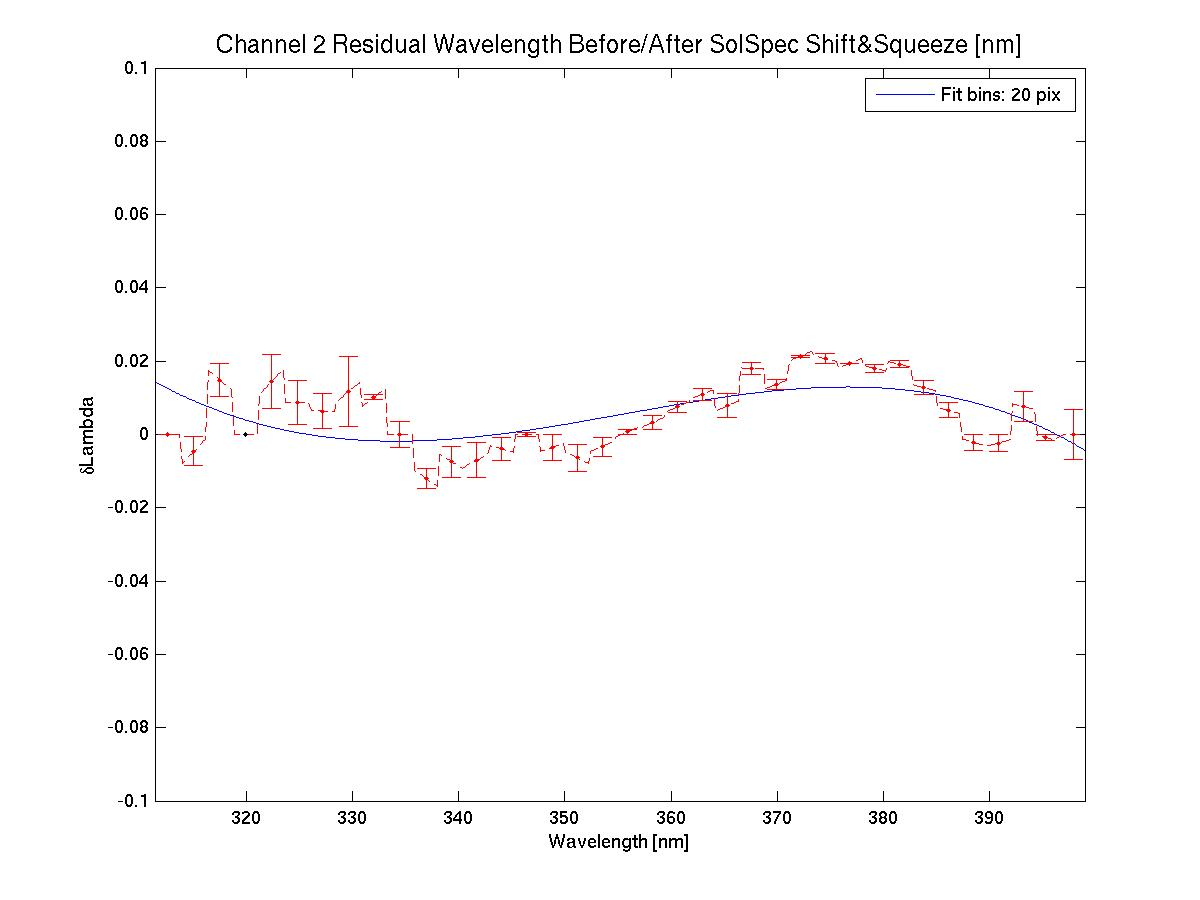 Channel 2 Residual Wavelength Before/After SolSpec Shift&Squeeze [nm]
Fit bins: 20 pix
0.1
0.08
0.06
0.04
0.02
0
-0.02
-0.04
-0.06
-0.08
-0.1
δLambda
320 330 340 350 360 370 380 390
Wavelength [nm]